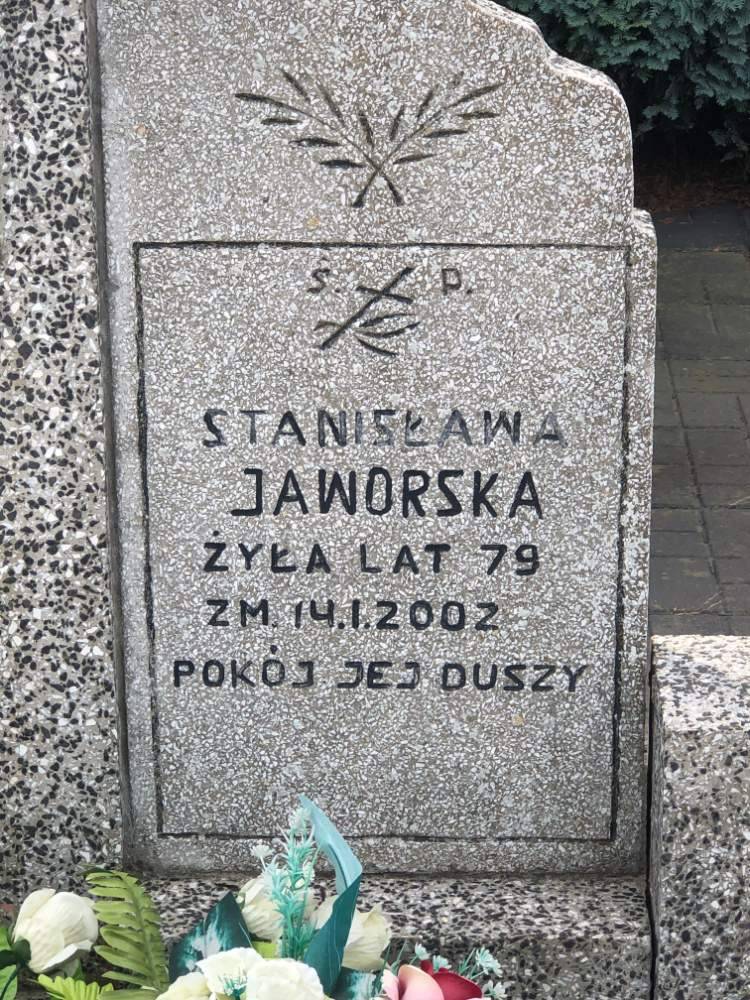 Ś. P.
STANISŁAWA
JAWORSKA
ŻYŁA LAT 79
ZM. 14.1.2002
POKÓJ JEJ DUSZY